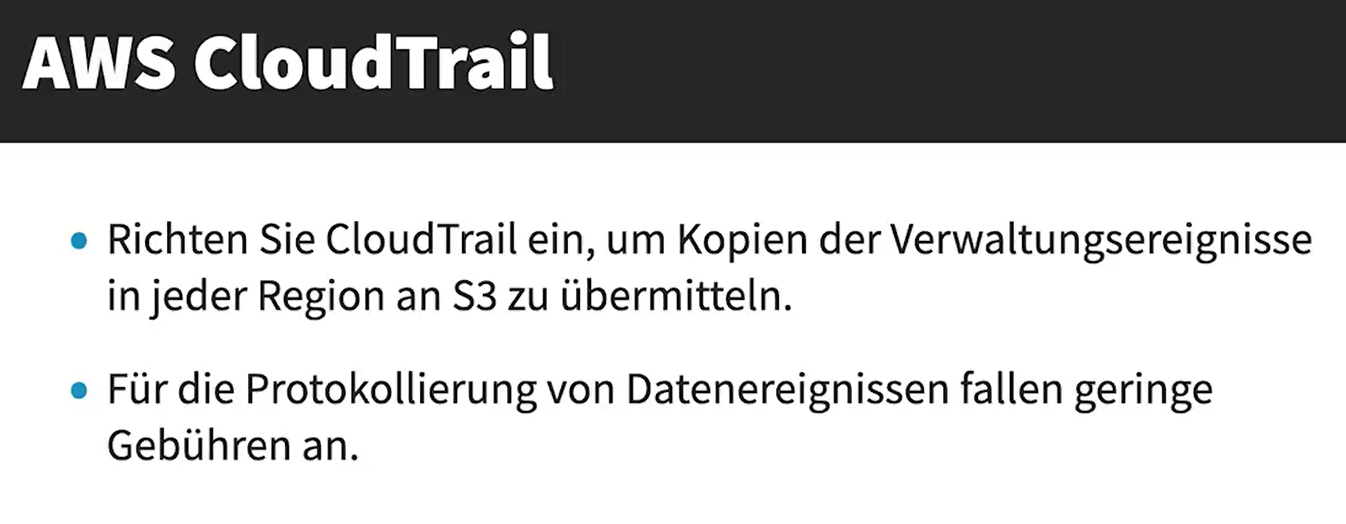 AWS CloudTrail
• Richten Sie CloudTrail ein, um Kopien der Verwaltungsereignisse
in jeder Region an S3 zu übermitteln.
• Für die Protokollierung von Datenereignissen fallen geringe
Gebühren an.